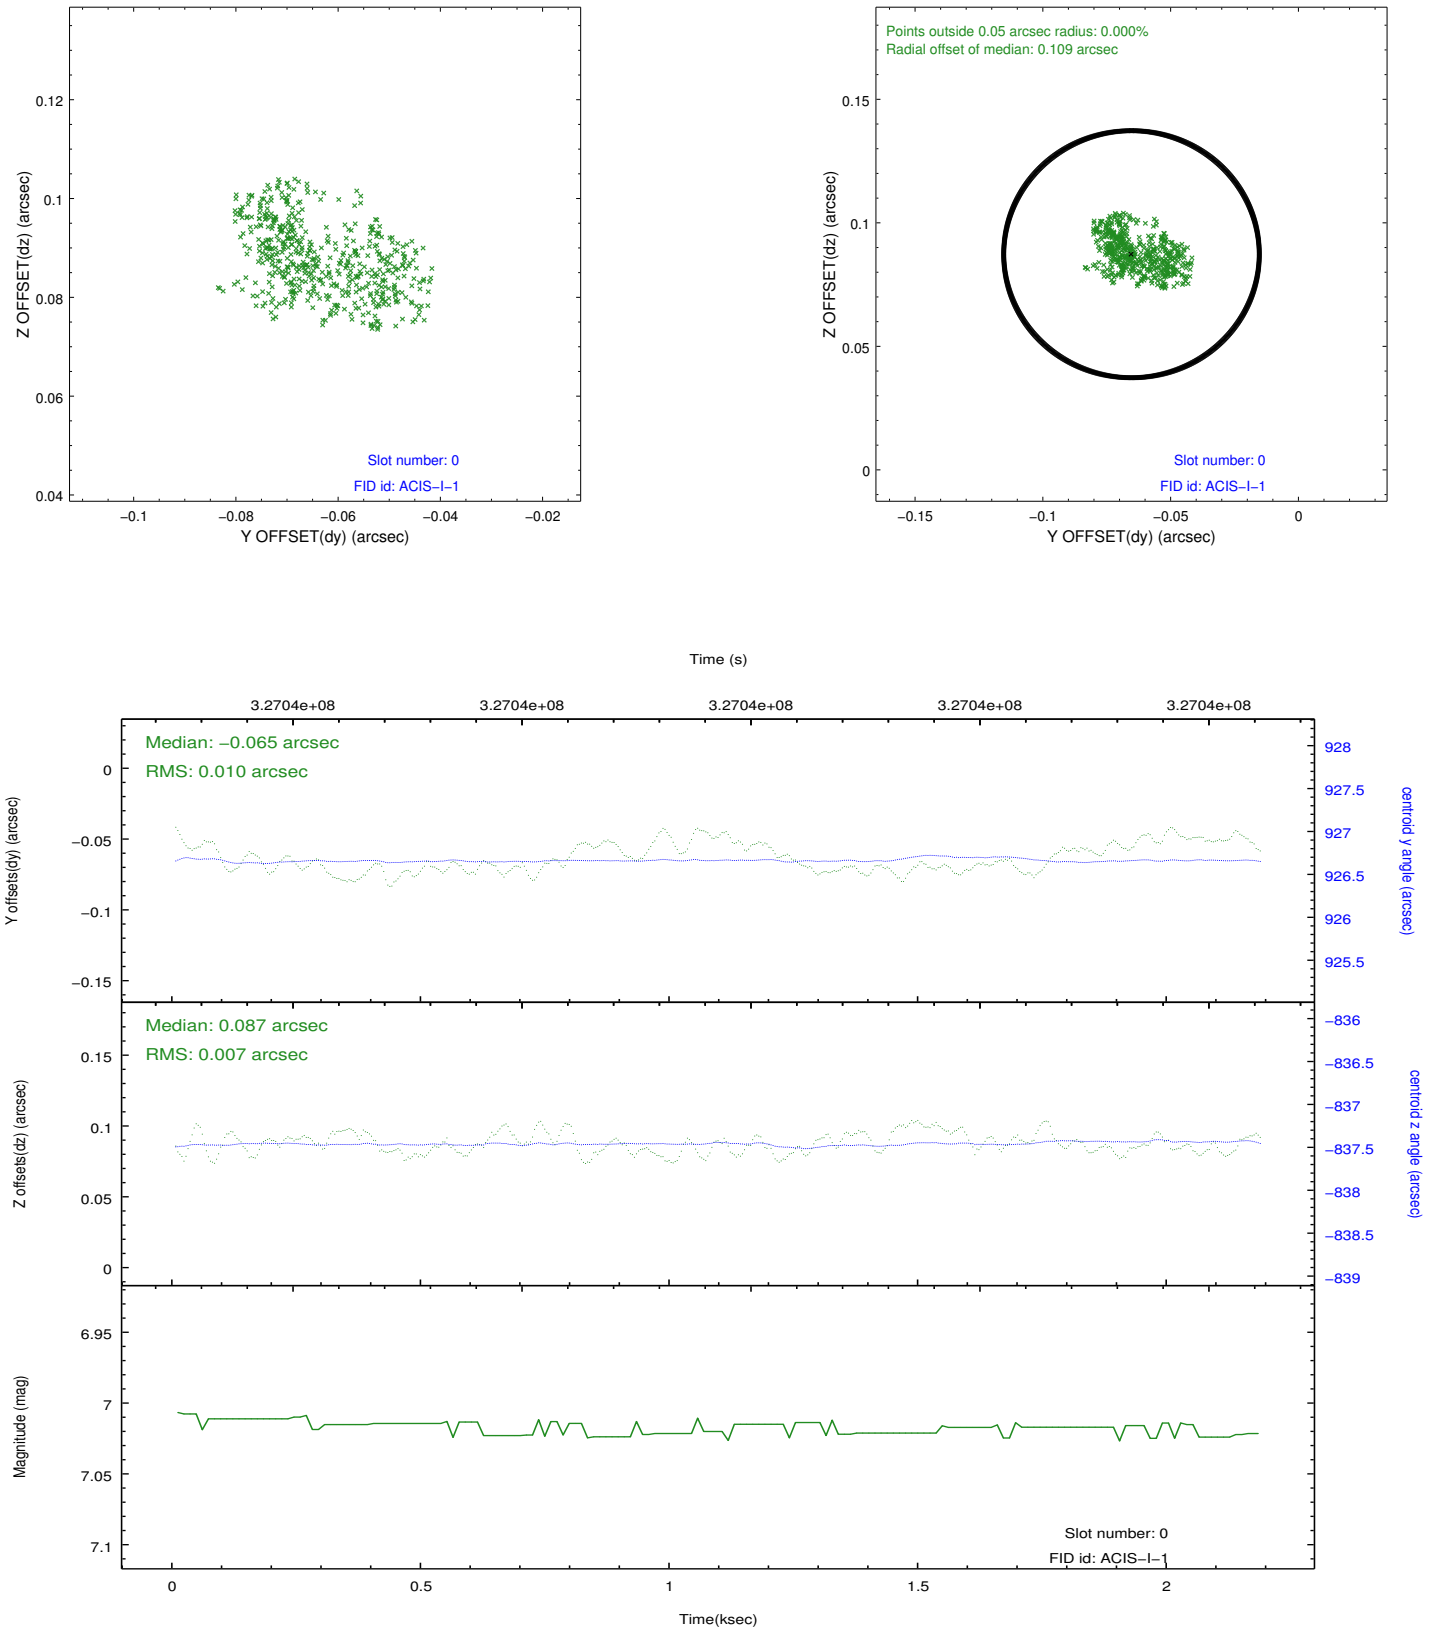 0.12
0.1
0.08
0.06
0.04
Z OFFSET(dz) (arcsec)
Slot number: 0
FID id: ACIS−I−1
−0.1
−0.08
−0.06
−0.04
−0.02
Y OFFSET(dy) (arcsec)
Points outside 0.05 arcsec radius: 0.000%
Radial offset of median: 0.109 arcsec
0.15
0.1
0.05
0
Z OFFSET(dz) (arcsec)
Slot number: 0
FID id: ACIS−I−1
−0.15
−0.1
−0.05
0
Y OFFSET(dy) (arcsec)
Time (s)
3.2704e+08
3.2704e+08
3.2704e+08
3.2704e+08
3.2704e+08
Median: −0.065 arcsec
RMS: 0.010 arcsec
0
−0.05
−0.1
−0.15
Y offsets(dy) (arcsec)
928
927.5
927
926.5
926
925.5
centroid y angle (arcsec)
Median: 0.087 arcsec
RMS: 0.007 arcsec
0.15
0.1
0.05
0
Z offsets(dz) (arcsec)
−836
−836.5
−837
−837.5
−838
−838.5
−839
centroid z angle (arcsec)
6.95
7
7.05
7.1
Magnitude (mag)
Slot number: 0
FID id: ACIS−I−1
0
0.5
1
1.5
2
Time(ksec)